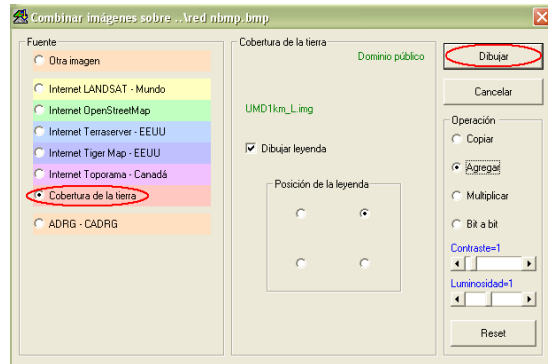 Combinar imágenes sobre ..\red nbmp.bmp
Fuente
Otra imagen
Internet LANDSAT - Mundo
Internet OpenStreetMap
Internet Terraserver - EEUU
Internet Tiger Map - EEUU
Internet Toporama - Canadá
Cobertura de la tierra
ADRG - CADRG
Cobertura de la tierra
Dominio público
UMD1km_L.img
Dibujar leyenda
Posición de la leyenda
Dibujar
Cancelar
Operación
Copiar
Agregar
Multiplicar
Bit a bit
Contraste=1
Luminosidad=1
Reset